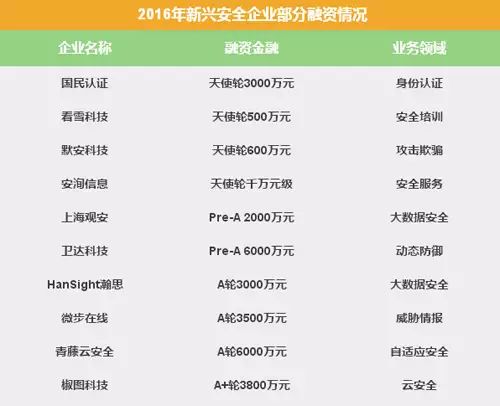 2016年新兴安全企业部分融资情况
企业名称 融资金融 业务领域
国民认证 天使轮3000万元 身份认证
看雪科技 天使轮500万元 安全培训
默安科技 天使轮600万元 攻击欺骗
安洵信息 天使轮千万元级 安全服务
上海观安 Pre-A 2000万元 大数据安全
卫达科技 Pre-A 6000万元 动态防御
HanSight瀚思 A轮3000万元 大数据安全
微步在线 A轮3500万元 威胁情报
青藤云安全 A轮6000万元 自适应安全
椒图科技 A+轮3800万元 云安全